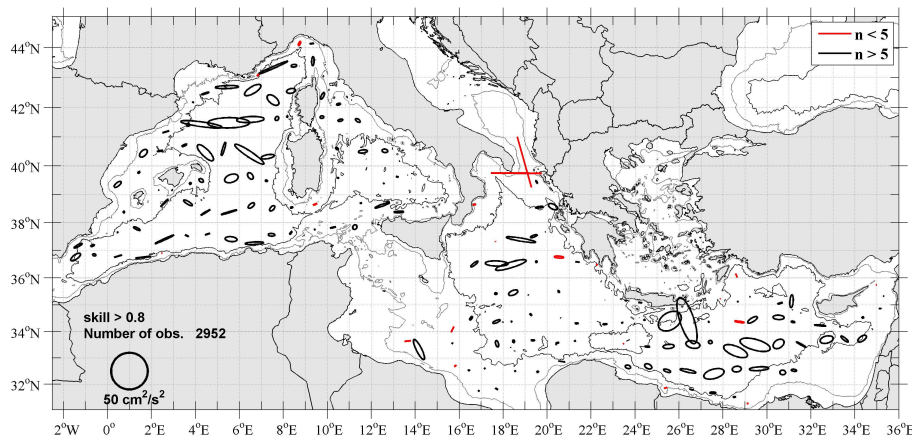 44°N
42°N
40°N
38°N
36°N
34°N
32°N
n < 5
n > 5
skill > 0.8
Number of obs. 2952
50 cm²/s²
2°W 0° 2°E 4°E 6°E 8°E 10°E 12°E 14°E 16°E 18°E 20°E 22°E 24°E 26°E 28°E 30°E 32°E 34°E 36°E